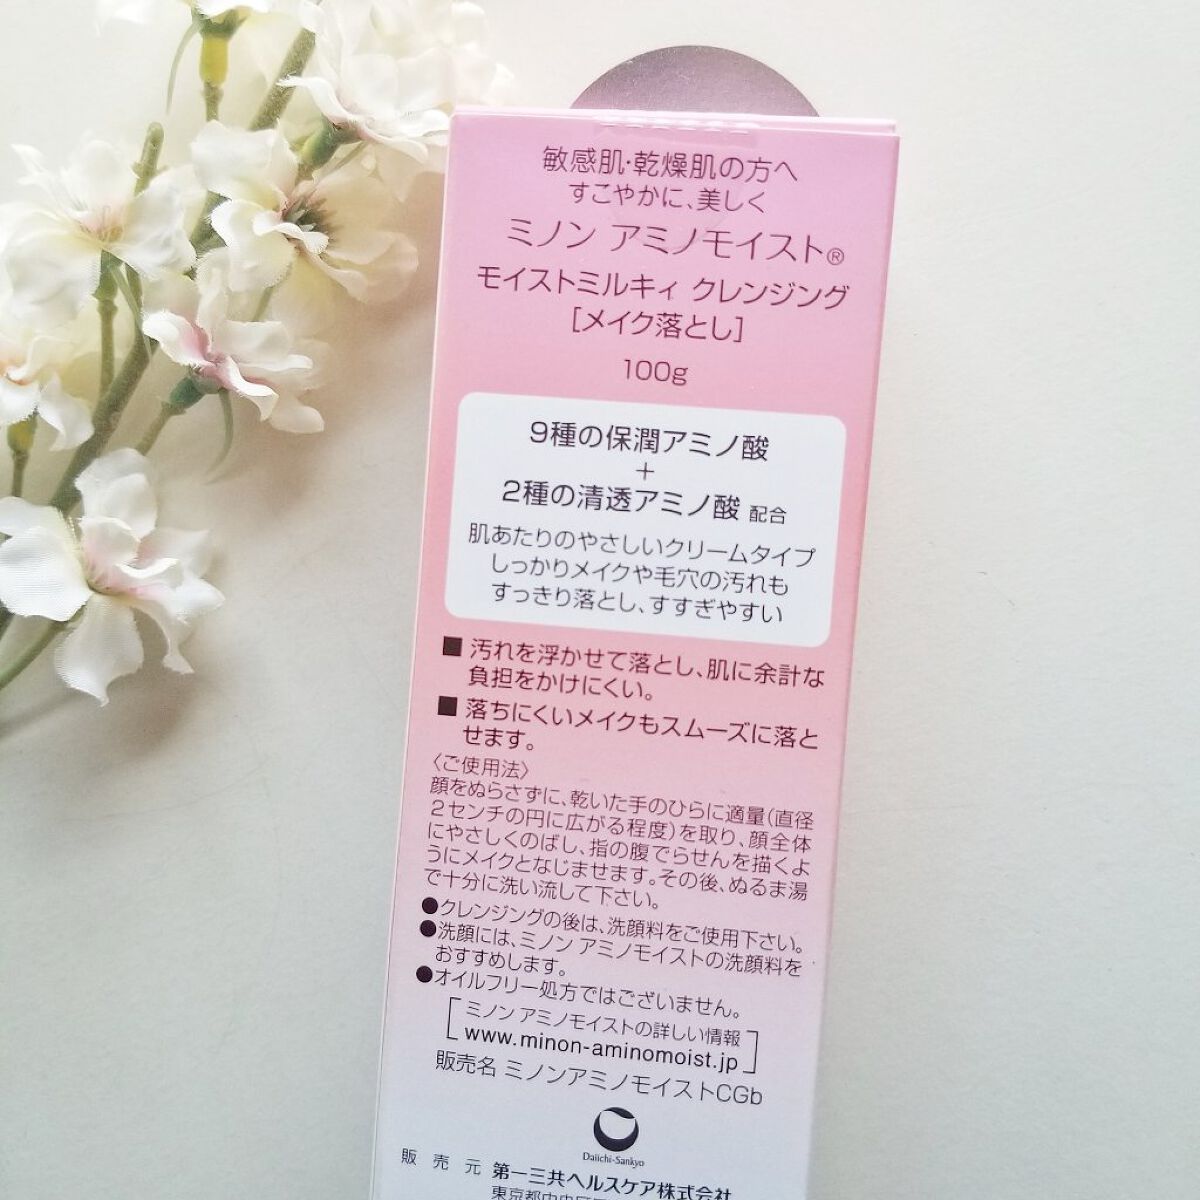 敏感肌・乾燥肌の方へ
すこやかに、美しく
ミノン アミノモイスト®
モイストミルキィ クレンジング
[メイク落とし]
100g
9種の保潤アミノ酸
+
2種の清透アミノ酸 配合
肌あたりのやさしいクリームタイプ
しっかりメイクや毛穴の汚れも
すっきり落とし、すすぎやすい
■ 汚れを浮かせて落とし、肌に余計な
負担をかけにくい。
■ 落ちにくいメイクもスムーズに落と
せます。
〈ご使用法〉
顔をぬらさずに、乾いた手のひらに適量(直径
2センチの円に広がる程度)を取り、顔全体
にやさしくのばし、指の腹でらせんを描くよ
うにメイクとなじませます。その後、ぬるま湯
で十分に洗い流して下さい。
●クレンジングの後は、洗顔料をご使用下さい。
●洗顔には、ミノン アミノモイストの洗顔料を
おすすめします。
●オイルフリー処方ではございません。
[ミノン アミノモイストの詳しい情報
www.minon-aminomoist.jp]
販売名 ミノンアミノモイストCGb
Daiichi-Sankyo
販売元 第一三共ヘルスケア株式会社
東京都中央区